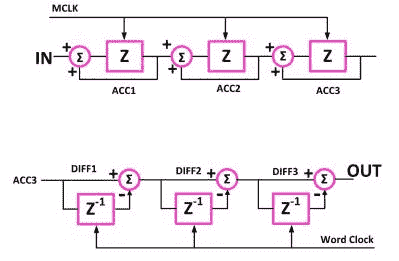 MCLK
IN + Σ + Z + Σ + Z + Σ + Z
ACC1 ACC2 ACC3
ACC3 DIFF1 + Σ - DIFF2 + Σ - DIFF3 + Σ - OUT
Z-1 Z-1 Z-1
Word Clock